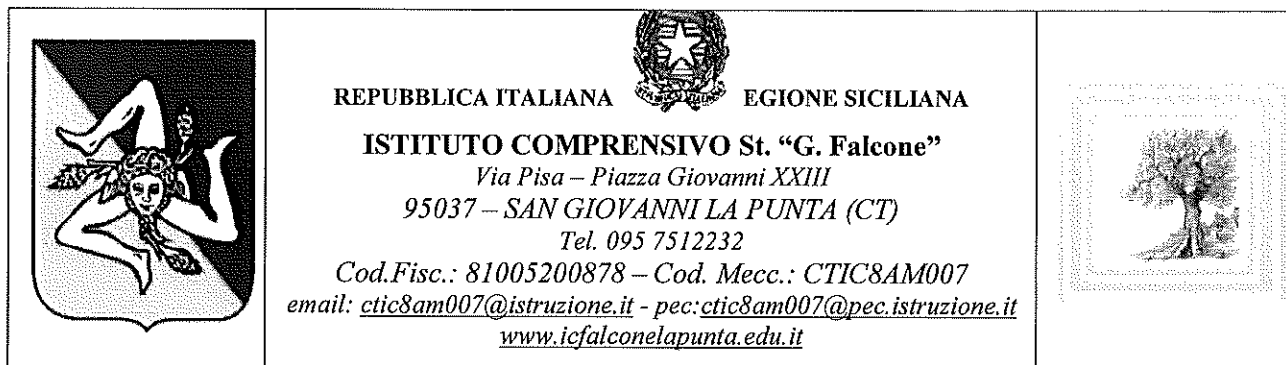 REPUBBLICA ITALIANA EGIONE SICILIANA
ISTITUTO COMPRENSIVO St. “G. Falcone”
Via Pisa – Piazza Giovanni XXIII
95037 – SAN GIOVANNI LA PUNTA (CT)
Tel. 095 7512232
Cod.Fisc.: 81005200878 – Cod. Mecc.: CTIC8AM007
email: ctic8am007@istruzione.it - pec:ctic8am007@pec.istruzione.it
www.icfalconelapunta.edu.it